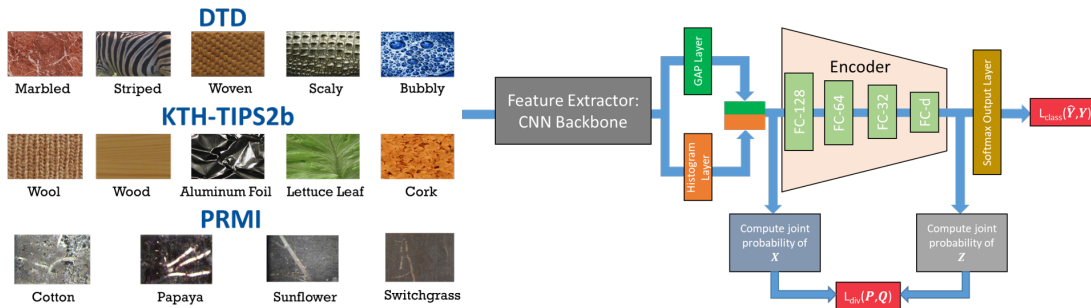 DTD
Marbled
Striped
Woven
Scaly
Bubbly
KTH-TIPS2b
Wool
Wood
Aluminum Foil
Lettuce Leaf
Cork
PRMI
Cotton
Papaya
Sunflower
Switchgrass
Feature Extractor:
CNN Backbone
GAP Layer
Histogram
Layer
Encoder
FC-128
FC-64
FC-32
FC-d
Softmax Output Layer
L_class(Ŷ,Y)
Compute joint
probability of
X
Compute joint
probability of
Z
L_div(P,Q)